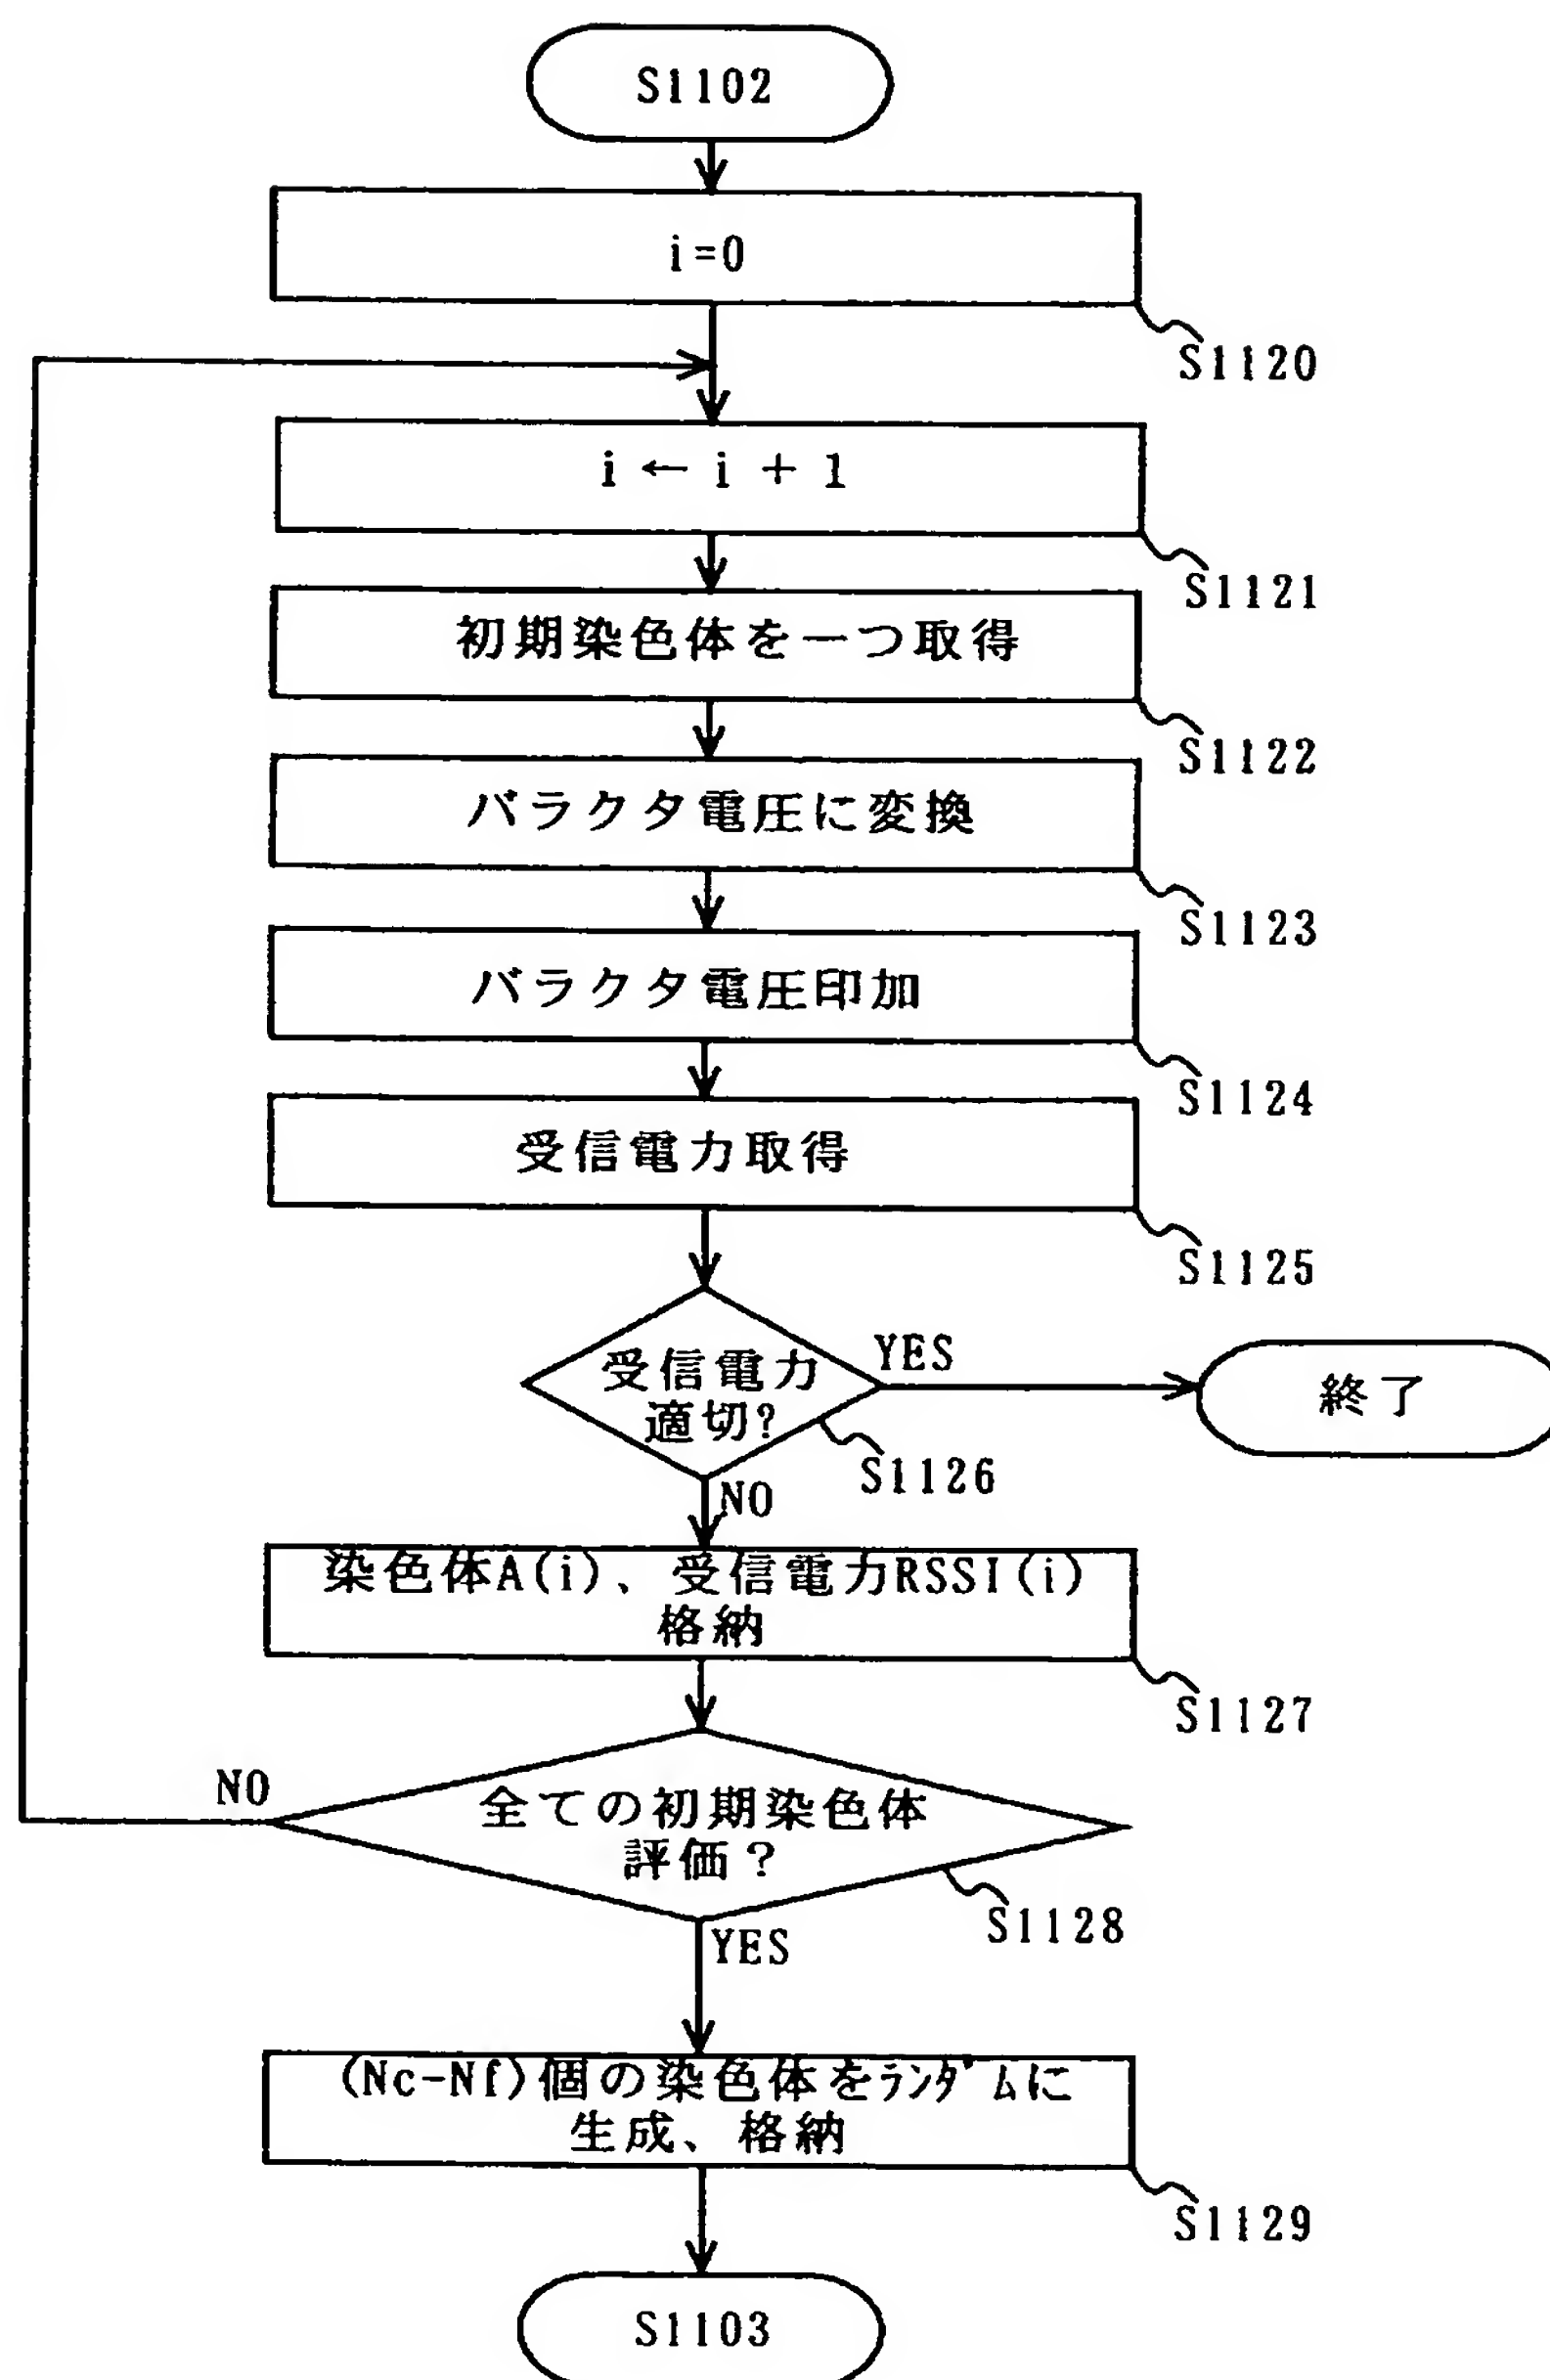 S1102
i=0
S1120
i ← i + 1
S1121
初期染色体を一つ取得
S1122
バラクタ電圧に変換
S1123
バラクタ電圧印加
S1124
受信電力取得
S1125
受信電力
適切?
YES
終了
S1126
NO
染色体A(i)、受信電力RSSI(i)
格納
S1127
全ての初期染色体
評価?
NO
S1128
YES
(Nc-Nf)個の染色体をﾗﾝﾀﾞﾑに
生成、格納
S1129
S1103